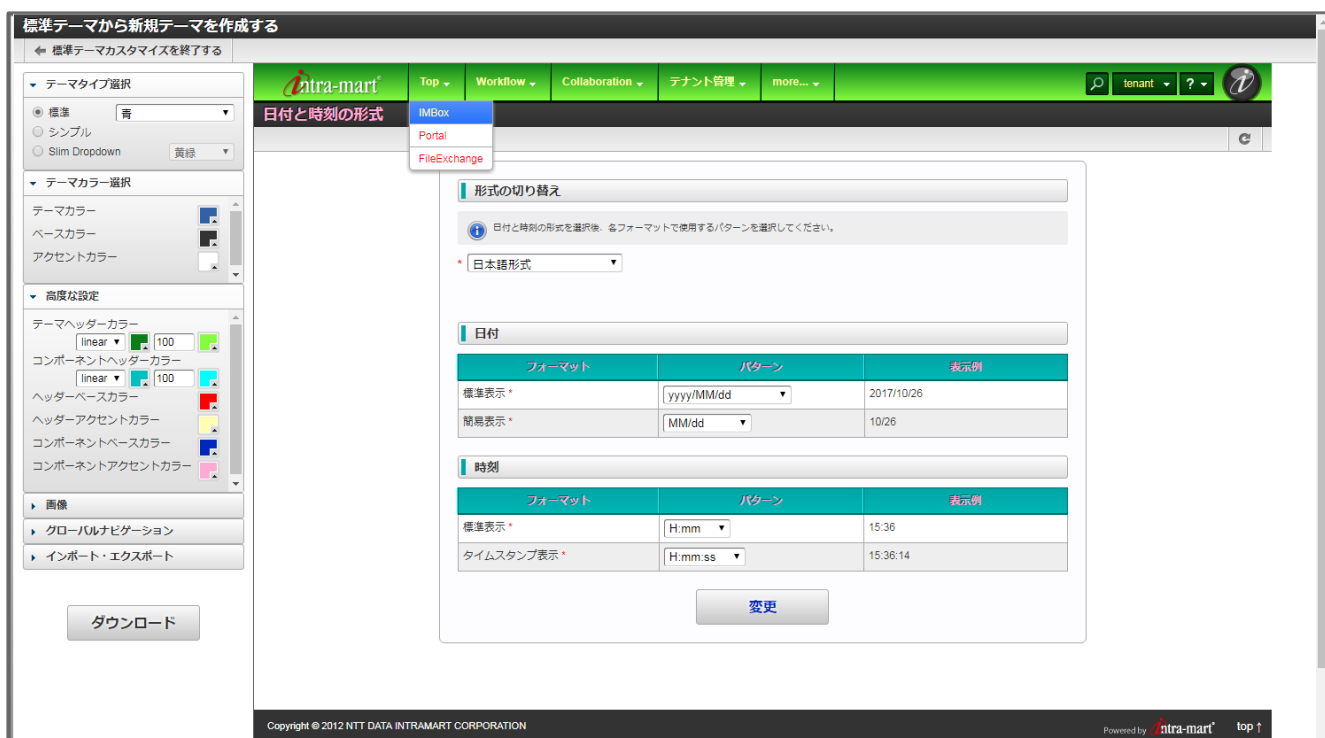 標準テーマから新規テーマを作成する
標準テーマカスタマイズを終了する
テーマタイプ選択
標準 青
シンプル
Slim Dropdown 黄緑
テーマカラー選択
テーマカラー
ベースカラー
アクセントカラー
高度な設定
テーマヘッダーカラー
linear 100
コンポーネントヘッダーカラー
linear 100
ヘッダーベースカラー
ヘッダーアクセントカラー
コンポーネントベースカラー
コンポーネントアクセントカラー
画像
グローバルナビゲーション
インポート・エクスポート
ダウンロード
intra-mart Top Workflow Collaboration テナント管理 more... tenant ?
日付と時刻の形式
IMBox
Portal
FileExchange
形式の切り替え
日付と時刻の形式を選択後、各フォーマットで使用するパターンを選択してください。
* 日本語形式
日付
フォーマット パターン 表示例
標準表示 * yyyy/MM/dd 2017/10/26
簡易表示 * MM/dd 10/26
時刻
フォーマット パターン 表示例
標準表示 * H:mm 15:36
タイムスタンプ表示 * H:mm:ss 15:36:14
変更
Copyright © 2012 NTT DATA INTRAMART CORPORATION
Powered by intra-mart top ↑